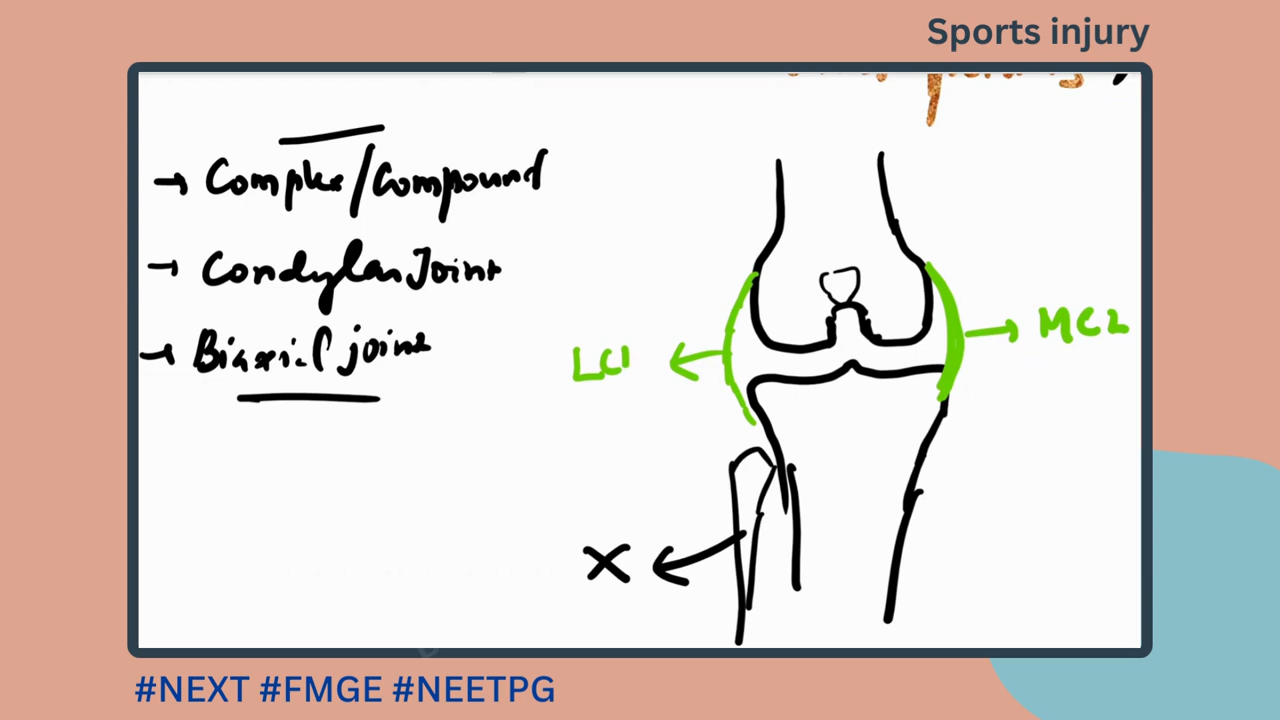 Sports injury
→ Complex/Compound
→ Condylar Joint
→ Biaxial joint
MCL
LCl
X
#NEXT #FMGE #NEETPG